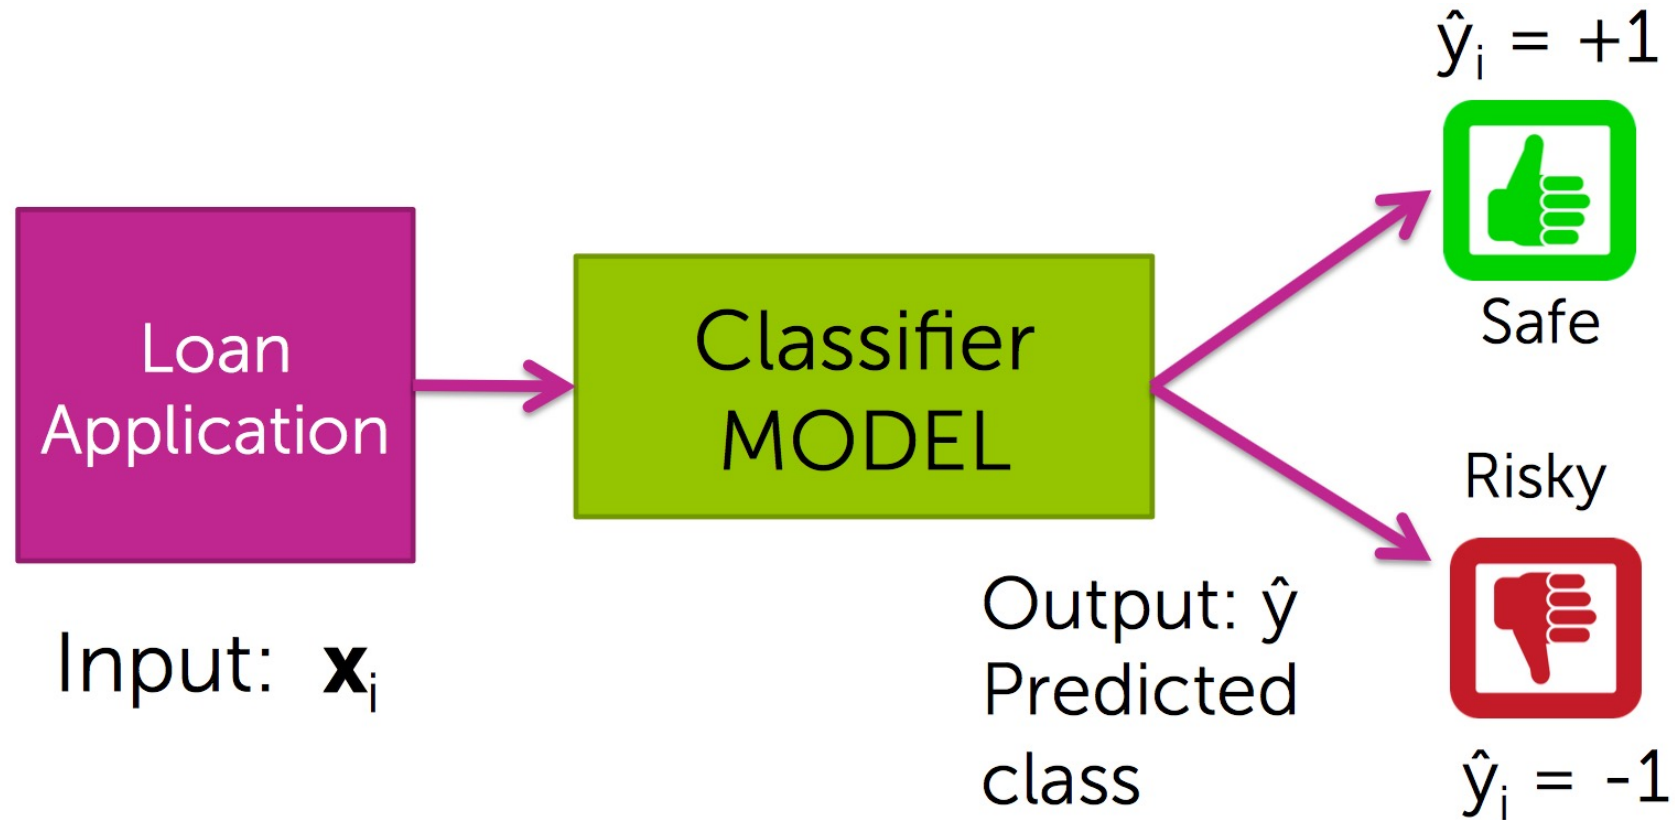 Loan
Application
Input: xᵢ
Classifier
MODEL
Output: ŷ
Predicted
class
ŷᵢ = +1
Safe
Risky
ŷᵢ = -1